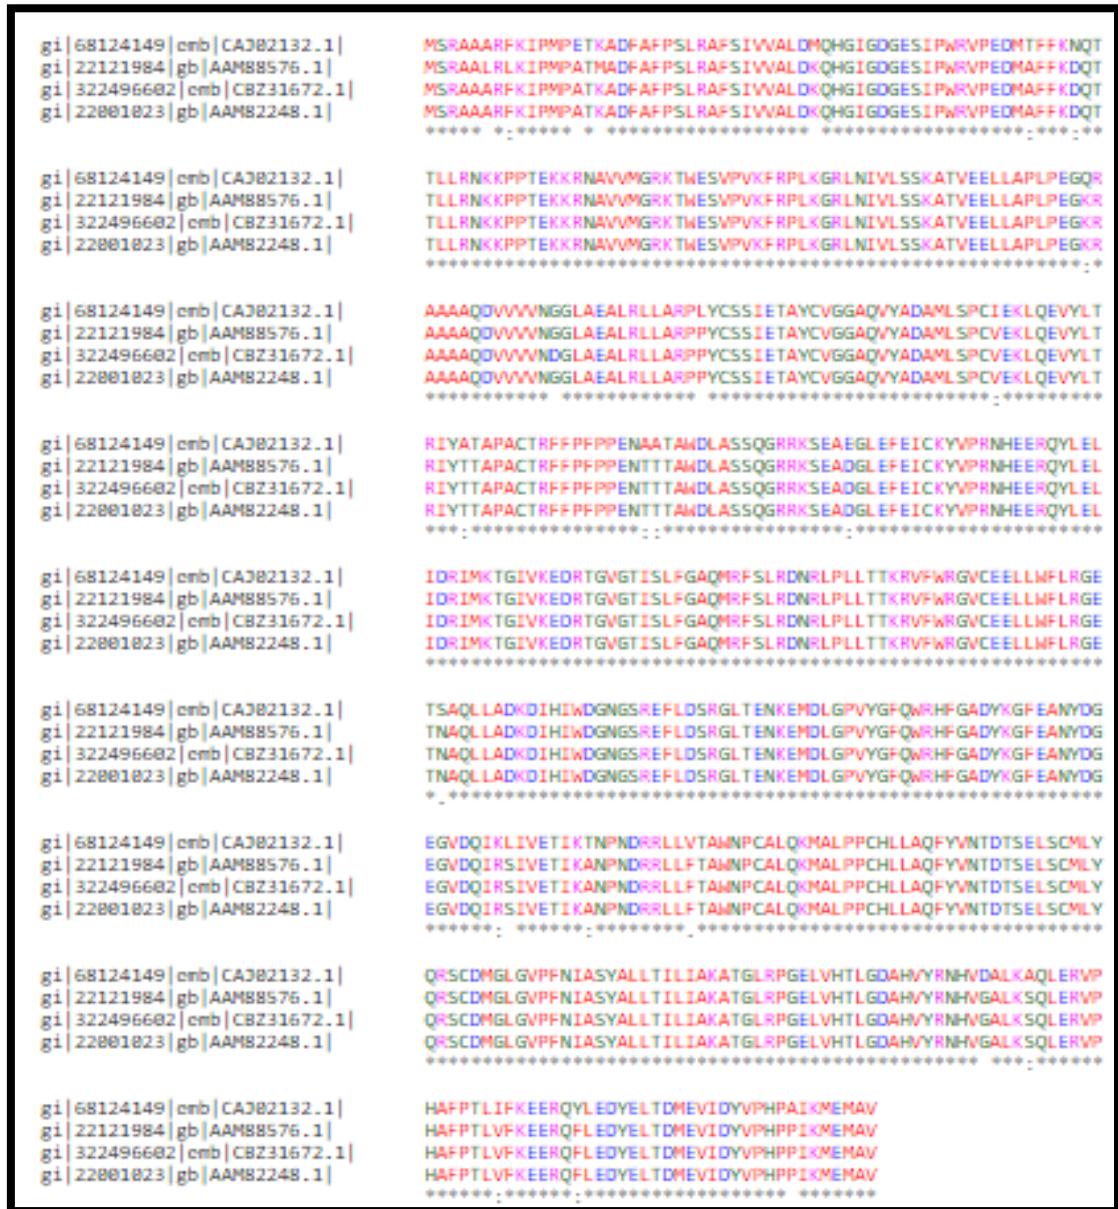 gi|68124149|emb|CAJ02132.1| MSRAAARFKIPMPETKADFAFPSLRAFSIVVALDMQHGIGDGESIPWRVPEDMTFFKNQT
gi|22121984|gb|AAM88576.1| MSRAALRLKIPMPATMADFAFPSLRAFSIVVALDKQHGIGDGESIPWRVPEDMAFFKDQT
gi|322496602|emb|CBZ31672.1| MSRAAARFKIPMPATKADFAFPSLRAFSIVVALDKQHGIGDGESIPWRVPEDMAFFKDQT
gi|22001023|gb|AAM82248.1| MSRAAARFKIPMPATKADFAFPSLRAFSIVVALDKQHGIGDGESIPWRVPEDMAFFKDQT
***** *:***** * ****************** ******************:***:**
gi|68124149|emb|CAJ02132.1| TLLRNKKPPTEKKRNAVVMGRKTWESVPVKFRPLKGRLNIVLSSKATVEELLAPLPEGQR
gi|22121984|gb|AAM88576.1| TLLRNKKPPTEKKRNAVVMGRKTWESVPVKFRPLKGRLNIVLSSKATVEELLAPLPEGKR
gi|322496602|emb|CBZ31672.1| TLLRNKKPPTEKKRNAVVMGRKTWESVPVKFRPLKGRLNIVLSSKATVEELLAPLPEGKR
gi|22001023|gb|AAM82248.1| TLLRNKKPPTEKKRNAVVMGRKTWESVPVKFRPLKGRLNIVLSSKATVEELLAPLPEGKR
**********************************************************:*
gi|68124149|emb|CAJ02132.1| AAAAQDVVVVNGGLAEALRLLARPLYCSSIETAYCVGGAQVYADAMLSPCIEKLQEVYLT
gi|22121984|gb|AAM88576.1| AAAAQDVVVVNGGLAEALRLLARPPYCSSIETAYCVGGAQVYADAMLSPCVEKLQEVYLT
gi|322496602|emb|CBZ31672.1| AAAAQDVVVVNDGLAEALRLLARPPYCSSIETAYCVGGAQVYADAMLSPCVEKLQEVYLT
gi|22001023|gb|AAM82248.1| AAAAQDVVVVNGGLAEALRLLARPPYCSSIETAYCVGGAQVYADAMLSPCVEKLQEVYLT
*********** ************ *************************:*********
gi|68124149|emb|CAJ02132.1| RIYATAPACTRFFPFPPENAATAWDLASSQGRRKSEAEGLEFEICKYVPRNHEERQYLEL
gi|22121984|gb|AAM88576.1| RIYTTAPACTRFFPFPPENTTTAWDLASSQGRRKSEADGLEFEICKYVPRNHEERQYLEL
gi|322496602|emb|CBZ31672.1| RIYTTAPACTRFFPFPPENTTTAWDLASSQGRRKSEADGLEFEICKYVPRNHEERQYLEL
gi|22001023|gb|AAM82248.1| RIYTTAPACTRFFPFPPENTTTAWDLASSQGRRKSEADGLEFEICKYVPRNHEERQYLEL
***:***************::****************:**********************
gi|68124149|emb|CAJ02132.1| IDRIMKTGIVKEDRTGVGTISLFGAQMRFSLRDNRLPLLTTKRVFWRGVCEELLWFLRGE
gi|22121984|gb|AAM88576.1| IDRIMKTGIVKEDRTGVGTISLFGAQMRFSLRDNRLPLLTTKRVFWRGVCEELLWFLRGE
gi|322496602|emb|CBZ31672.1| IDRIMKTGIVKEDRTGVGTISLFGAQMRFSLRDNRLPLLTTKRVFWRGVCEELLWFLRGE
gi|22001023|gb|AAM82248.1| IDRIMKTGIVKEDRTGVGTISLFGAQMRFSLRDNRLPLLTTKRVFWRGVCEELLWFLRGE
************************************************************
gi|68124149|emb|CAJ02132.1| TSAQLLADKDIHIWDGNGSREFLDSRGLTENKEMDLGPVYGFQWRHFGADYKGFEANYDG
gi|22121984|gb|AAM88576.1| TNAQLLADKDIHIWDGNGSREFLDSRGLTENKEMDLGPVYGFQWRHFGADYKGFEANYDG
gi|322496602|emb|CBZ31672.1| TNAQLLADKDIHIWDGNGSREFLDSRGLTENKEMDLGPVYGFQWRHFGADYKGFEANYDG
gi|22001023|gb|AAM82248.1| TNAQLLADKDIHIWDGNGSREFLDSRGLTENKEMDLGPVYGFQWRHFGADYKGFEANYDG
*.**********************************************************
gi|68124149|emb|CAJ02132.1| EGVDQIKLIVETIKTNPNDRRLLVTAWNPCALQKMALPPCHLLAQFYVNTDTSELSCMLY
gi|22121984|gb|AAM88576.1| EGVDQIRSIVETIKANPNDRRLLFTAWNPCALQKMALPPCHLLAQFYVNTDTSELSCMLY
gi|322496602|emb|CBZ31672.1| EGVDQIRSIVETIKANPNDRRLLFTAWNPCALQKMALPPCHLLAQFYVNTDTSELSCMLY
gi|22001023|gb|AAM82248.1| EGVDQIRSIVETIKANPNDRRLLFTAWNPCALQKMALPPCHLLAQFYVNTDTSELSCMLY
******: ******:********.************************************
gi|68124149|emb|CAJ02132.1| QRSCDMGLGVPFNIASYALLTILIAKATGLRPGELVHTLGDAHVYRNHVDALKAQLERVP
gi|22121984|gb|AAM88576.1| QRSCDMGLGVPFNIASYALLTILIAKATGLRPGELVHTLGDAHVYRNHVGALKSQLERVP
gi|322496602|emb|CBZ31672.1| QRSCDMGLGVPFNIASYALLTILIAKATGLRPGELVHTLGDAHVYRNHVGALKSQLERVP
gi|22001023|gb|AAM82248.1| QRSCDMGLGVPFNIASYALLTILIAKATGLRPGELVHTLGDAHVYRNHVGALKSQLERVP
************************************************* ***:******
gi|68124149|emb|CAJ02132.1| HAFPTLIFKEERQYLEDYELTDMEVIDYVPHPAIKMEMAV
gi|22121984|gb|AAM88576.1| HAFPTLVFKEERQFLEDYELTDMEVIDYVPHPPIKMEMAV
gi|322496602|emb|CBZ31672.1| HAFPTLVFKEERQFLEDYELTDMEVIDYVPHPPIKMEMAV
gi|22001023|gb|AAM82248.1| HAFPTLVFKEERQFLEDYELTDMEVIDYVPHPPIKMEMAV
******:******:****************** *******